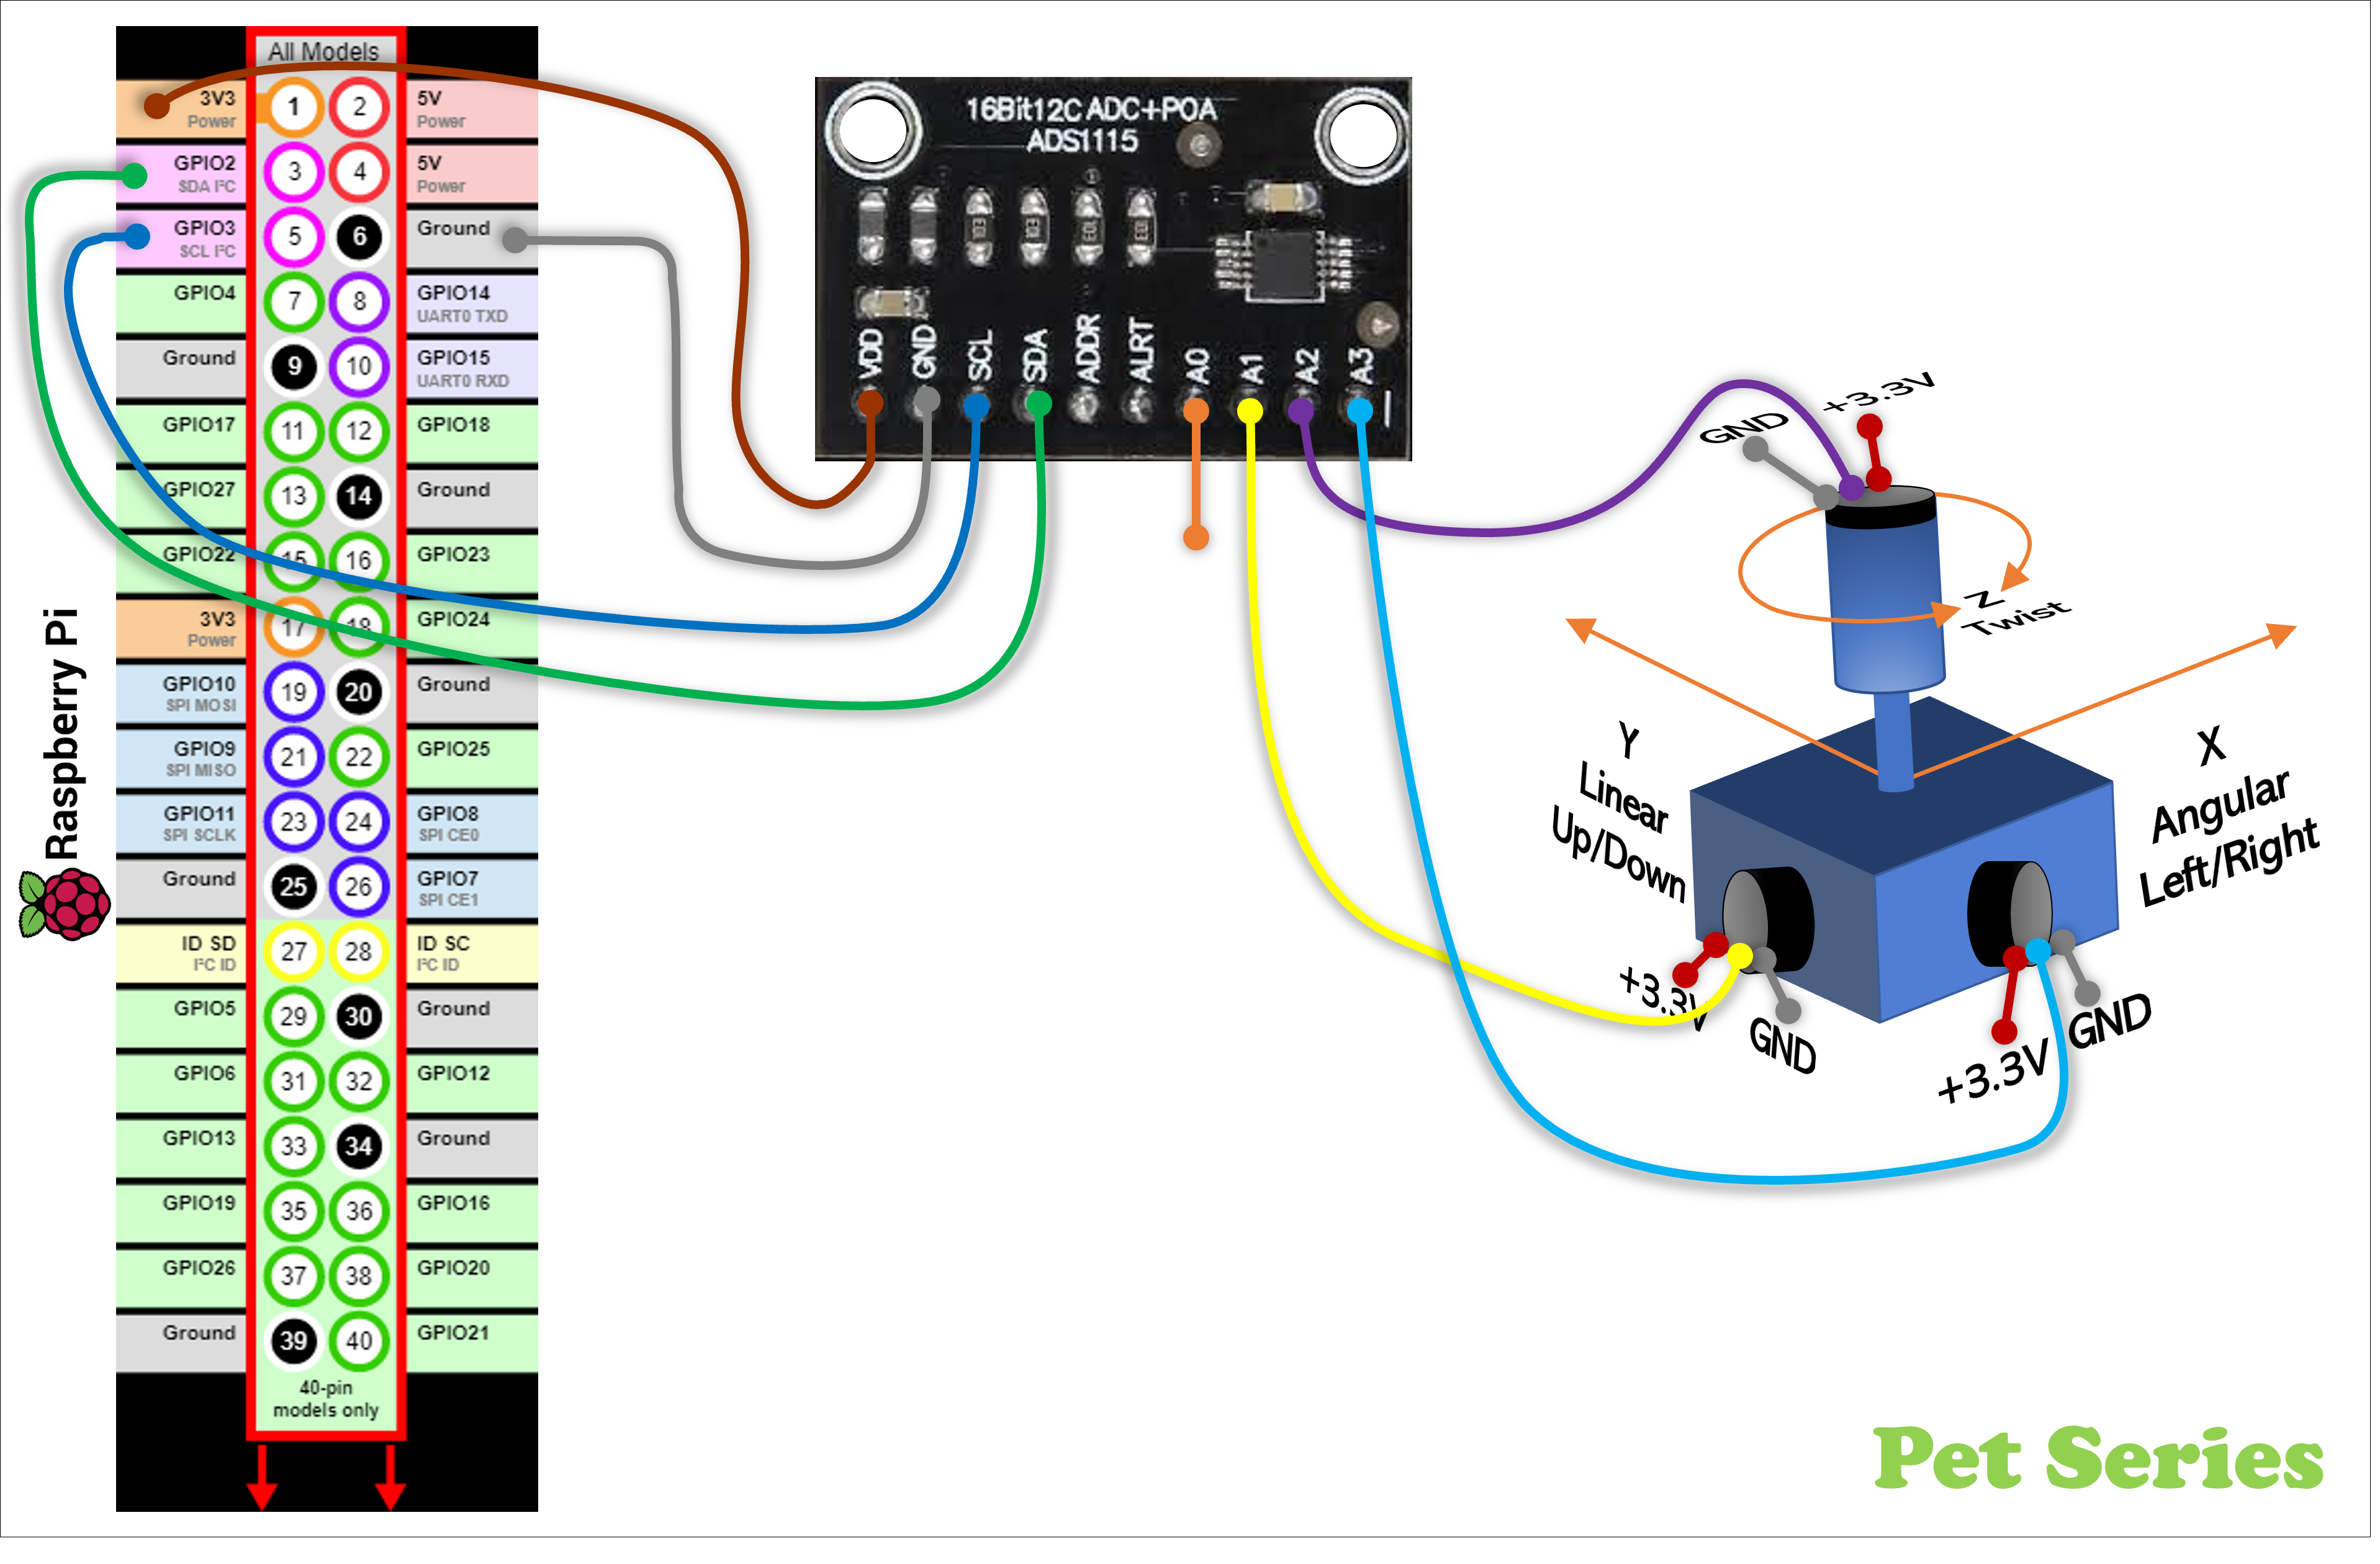 All Models
3V3
Power
1
2
5V
Power
GPIO2
SDA I²C
3
4
5V
Power
GPIO3
SCL I²C
5
6
Ground
GPIO4
7
8
GPIO14
UART0 TXD
Ground
9
10
GPIO15
UART0 RXD
GPIO17
11
12
GPIO18
GPIO27
13
14
Ground
GPIO22
15
16
GPIO23
3V3
Power
17
18
GPIO24
GPIO10
SPI MOSI
19
20
Ground
GPIO9
SPI MISO
21
22
GPIO25
GPIO11
SPI SCLK
23
24
GPIO8
SPI CE0
Ground
25
26
GPIO7
SPI CE1
ID SD
I²C ID
27
28
ID SC
I²C ID
GPIO5
29
30
Ground
GPIO6
31
32
GPIO12
GPIO13
33
34
Ground
GPIO19
35
36
GPIO16
GPIO26
37
38
GPIO20
Ground
39
40
GPIO21
40-pin
models only
Raspberry Pi
16Bit12C ADC+POA
ADS1115
VDD
GND
SCL
SDA
ADDR
ALRT
A0
A1
A2
A3
GND
+3.3V
Z
Twist
Y
Linear
Up/Down
X
Angular
Left/Right
+3.3V
GND
+3.3V
GND
Pet Series